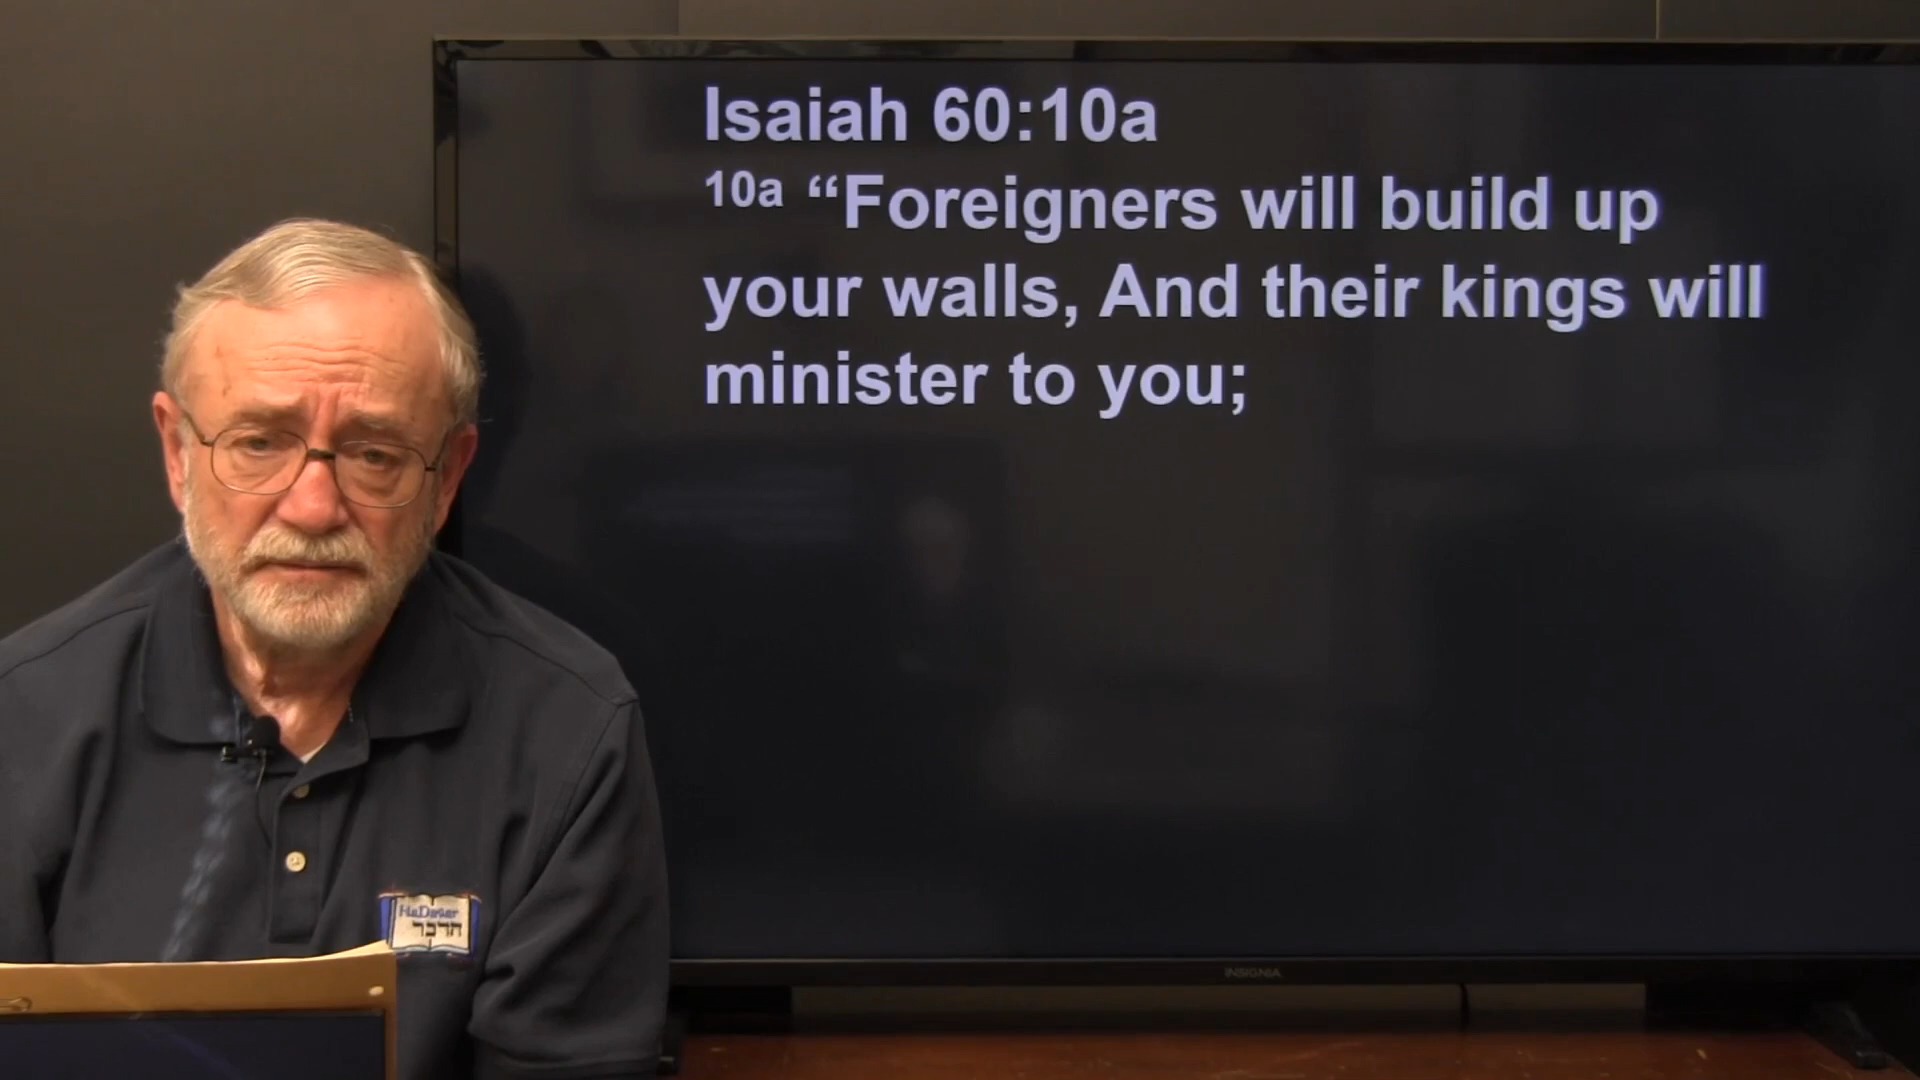 Isaiah 60:10a
10a “Foreigners will build up
your walls, And their kings will
minister to you;
HaDavar
הדבר
INSIGNIA